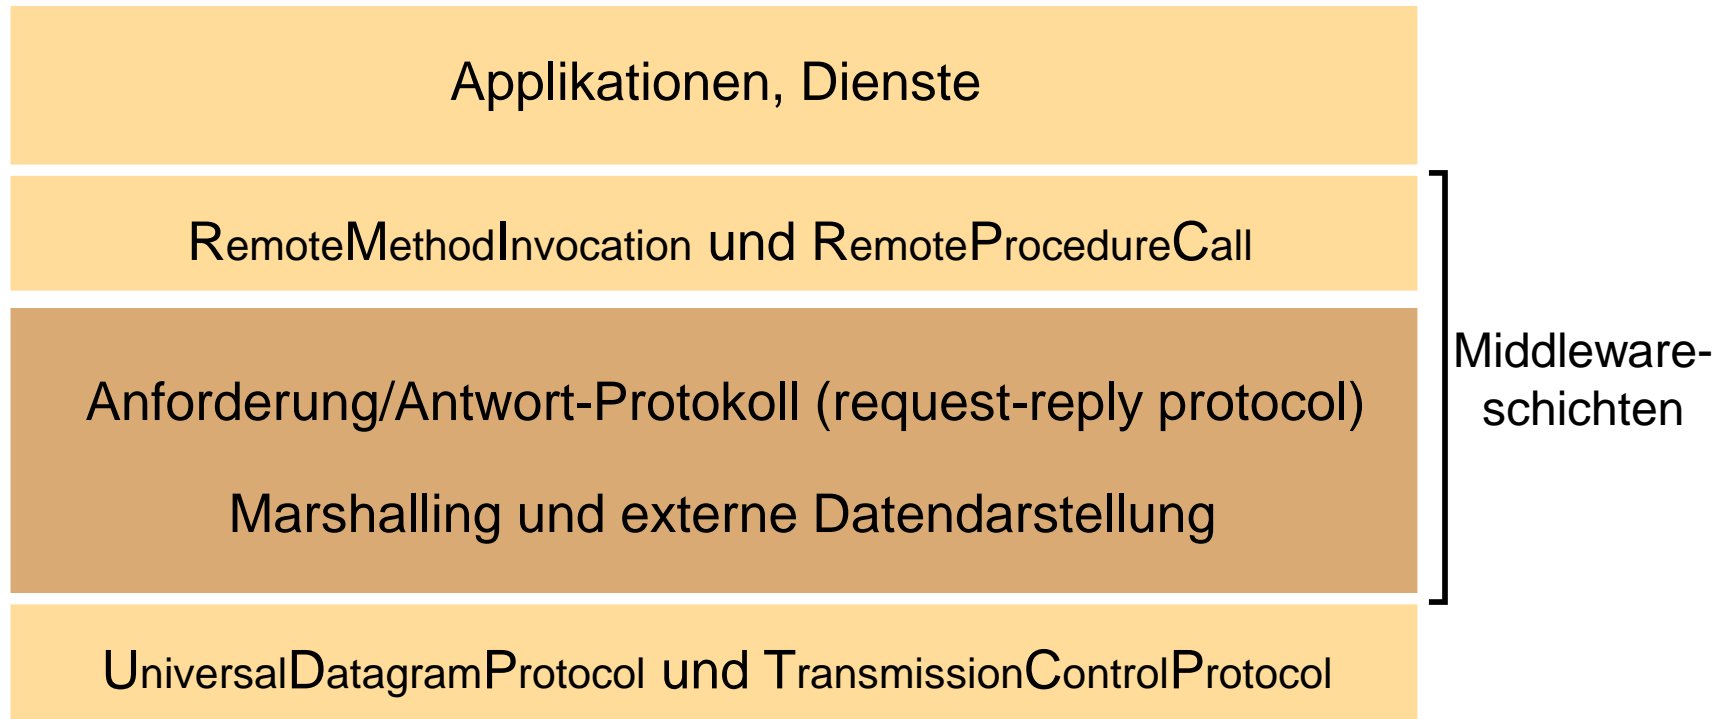 Applikationen, Dienste
RemoteMethodInvocation und RemoteProcedureCall
Anforderung/Antwort-Protokoll (request-reply protocol)
Marshalling und externe Datendarstellung
Middleware-
schichten
UniversalDatagramProtocol und TransmissionControlProtocol